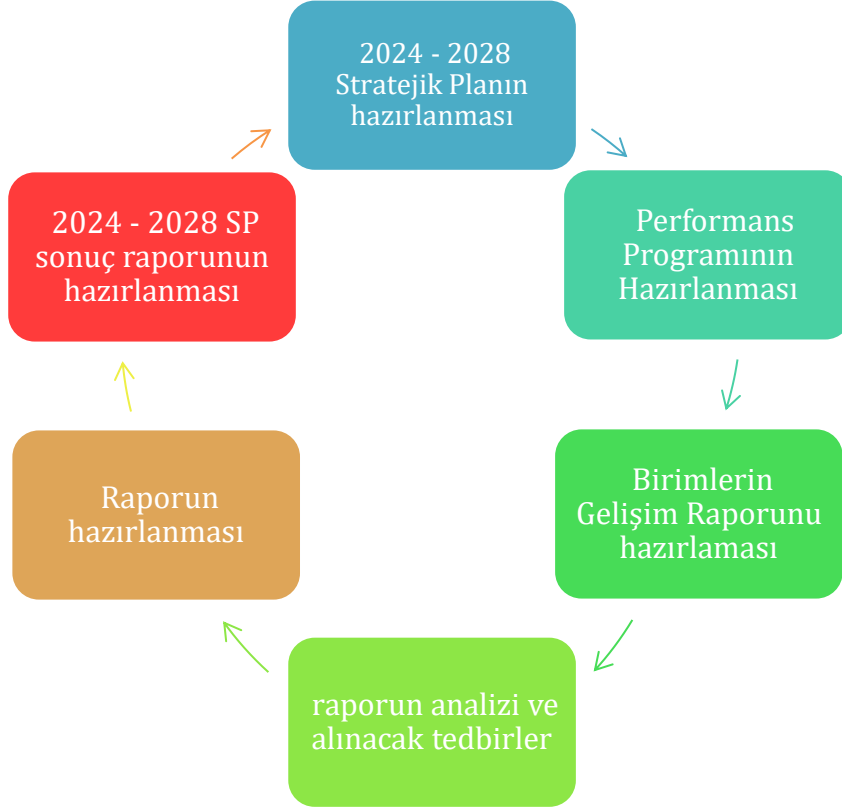 2024 - 2028
Stratejik Planın
hazırlanması
Performans
Programının
Hazırlanması
Birimlerin
Gelişim Raporunu
hazırlaması
raporun analizi ve
alınacak tedbirler
Raporun
hazırlanması
2024 - 2028 SP
sonuç raporunun
hazırlanması